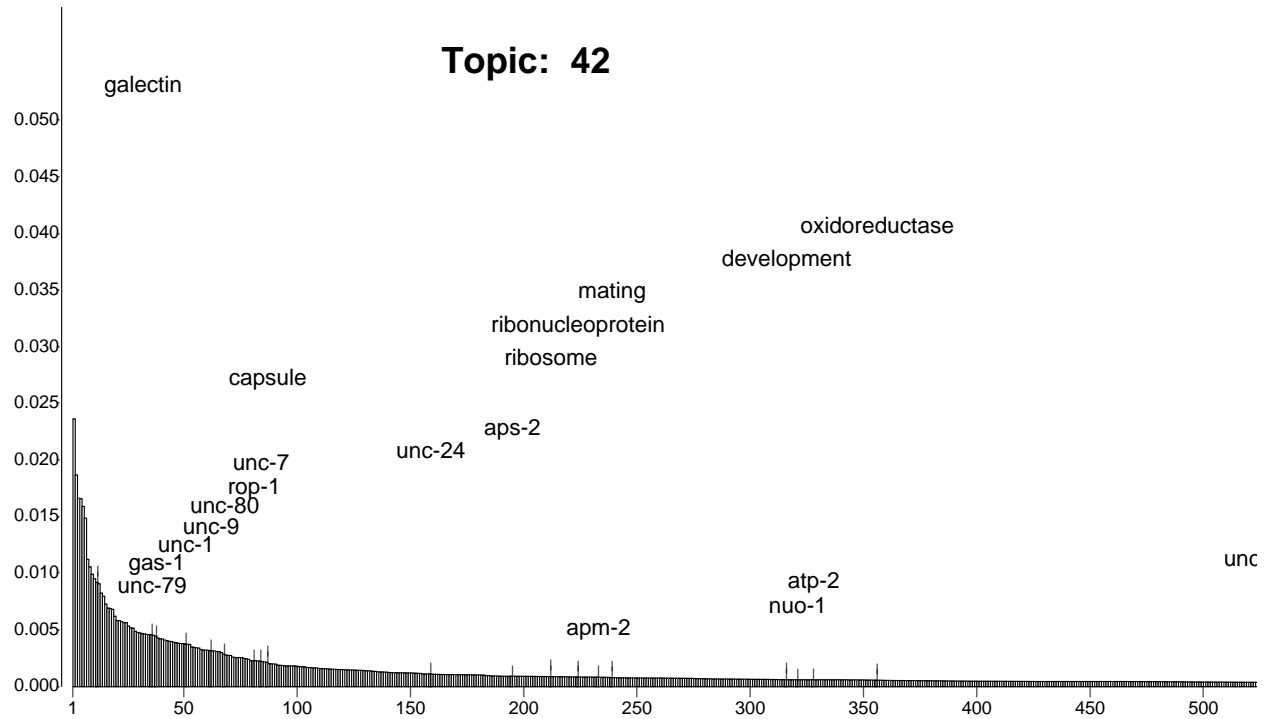 Topic: 42
galectin
0.050
0.045
oxidoreductase
0.040
development
0.035
mating
ribonucleoprotein
0.030
ribosome
capsule
0.025
aps-2
unc-24
0.020
unc-7
rop-1
unc-80
0.015
unc-9
unc-1
gas-1
unc
0.010
unc-79
atp-2
nuo-1
0.005
apm-2
0.000
1 50 100 150 200 250 300 350 400 450 500